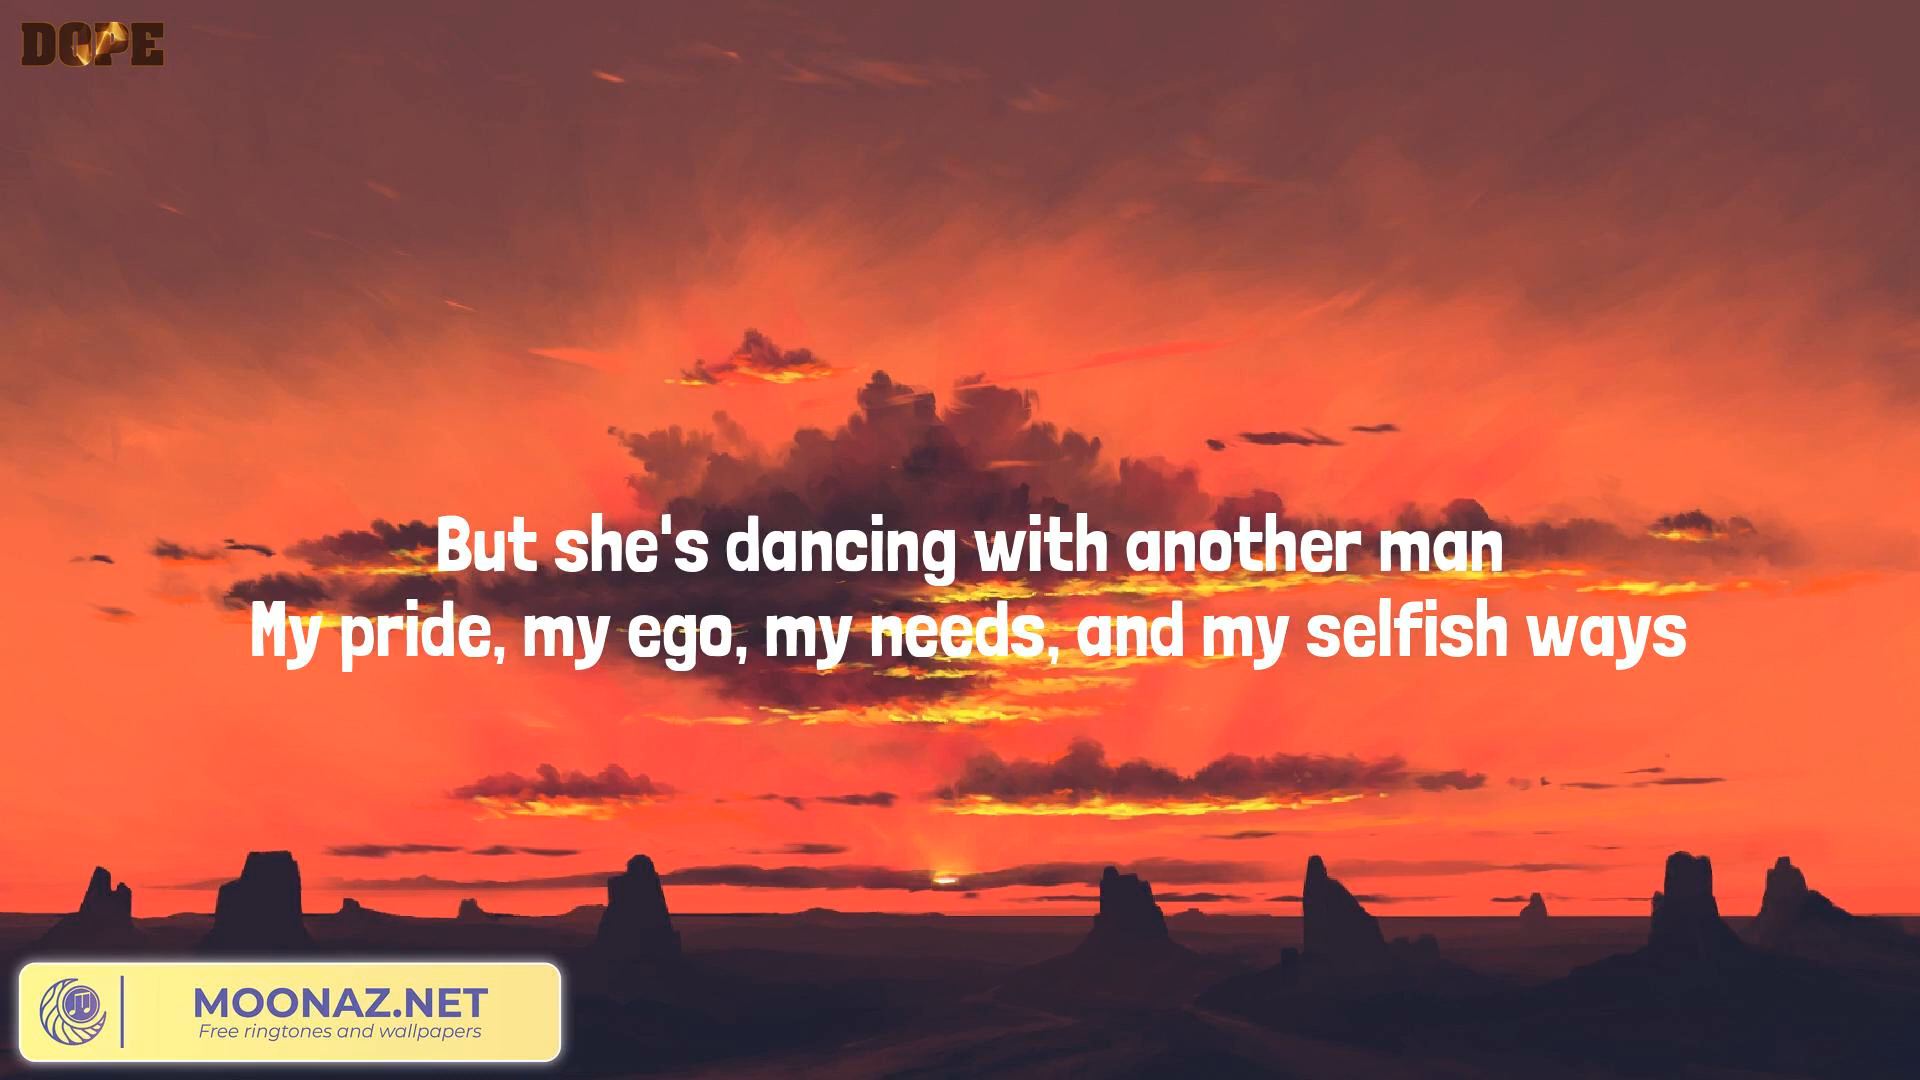 DOPE
But she's dancing with another man
My pride, my ego, my needs, and my selfish ways
MOONAZ.NET
Free ringtones and wallpapers